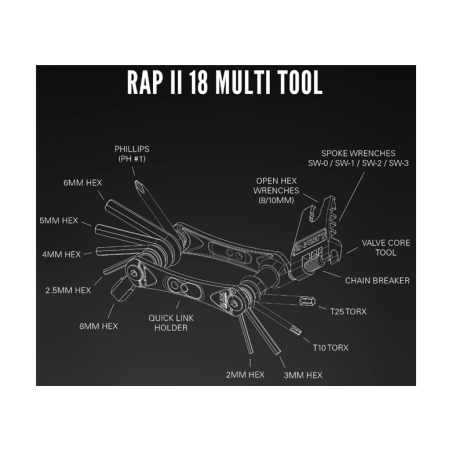 RAP II 18 MULTI TOOL
PHILLIPS
(PH #1)
SPOKE WRENCHES
SW-0 / SW-1 / SW-2 / SW-3
OPEN HEX
WRENCHES
(8/10MM)
6MM HEX
5MM HEX
4MM HEX
2.5MM HEX
8MM HEX
QUICK LINK
HOLDER
VALVE CORE
TOOL
CHAIN BREAKER
T25 TORX
T10 TORX
2MM HEX
3MM HEX